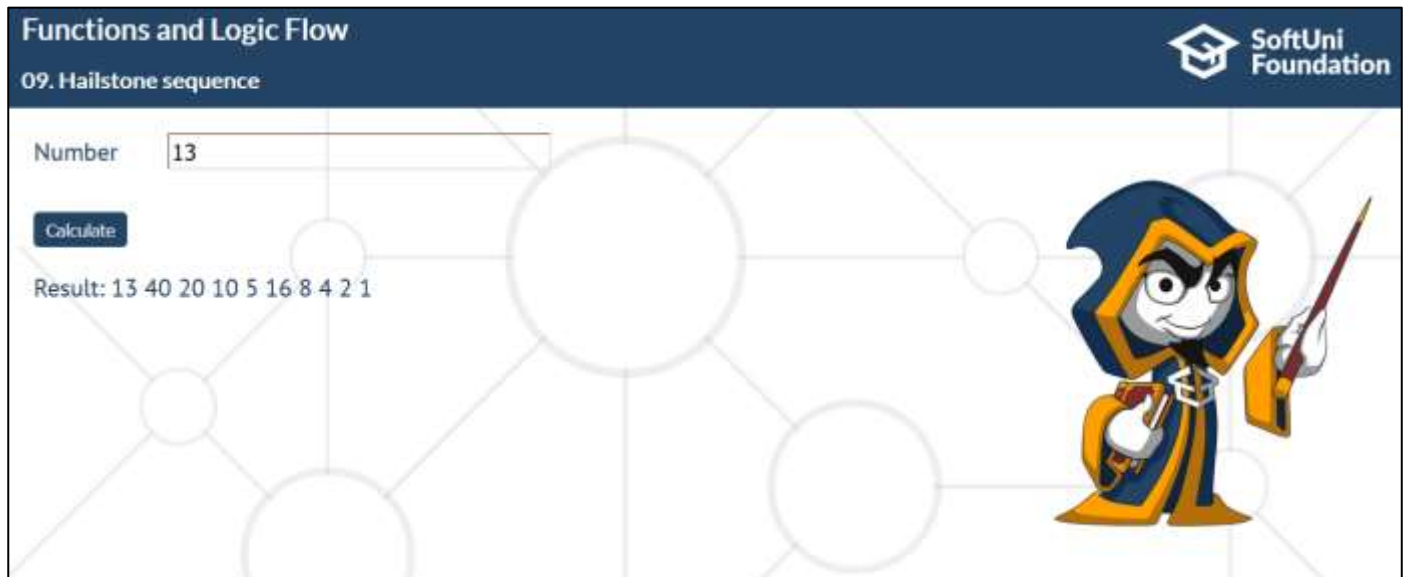 Functions and Logic Flow
SoftUni
Foundation
09. Hailstone sequence
Number 13
Calculate
Result: 13 40 20 10 5 16 8 4 2 1